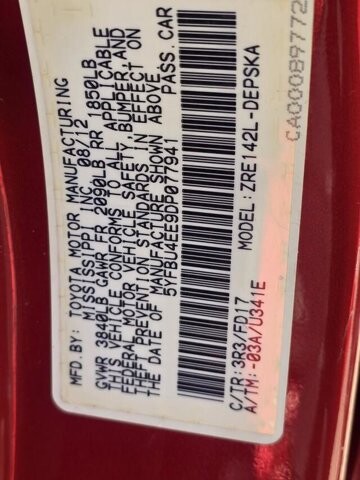 MFD. BY: TOYOTA MOTOR MANUFACTURING
MISSISSIPPI INC. 08/12
GVWR 3840LB GAWR FR 2090LB RR 1850LB
THIS VEHICLE CONFORMS TO ALL APPLICABLE
FEDERAL MOTOR VEHICLE SAFETY, BUMPER, AND
THEFT PREVENTION STANDARDS IN EFFECT ON
THE DATE OF MANUFACTURE SHOWN ABOVE.
5YFBU4EE9DP077941 PASS.CAR
C/TR:3R3/FD17 ZRE142L-DEPSKA
A/TM:-03A/U341E
CA00089772